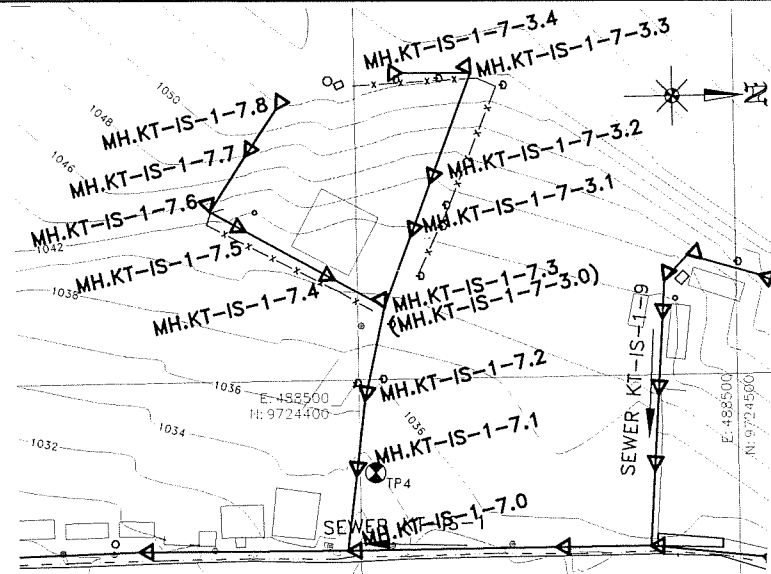 MH.KT-IS-1-7-3.4
MH.KT-IS-1-7-3.3
N
1050
1048
MH.KT-IS-1-7.8
MH.KT-IS-1-7-3.2
1046
MH.KT-IS-1-7.7
MH.KT-IS-1-7-3.1
MH.KT-IS-1-7.6
1042
MH.KT-IS-1-7.5
1038
MH.KT-IS-1-7.4
MH.KT-IS-1-7.3
(MH.KT-IS-1-7-3.0)
SEWER KT-IS-1-9
MH.KT-IS-1-7.2
1036
E: 488500
N: 9724400
E: 488500
N: 9724500
1036
1034
1032
MH.KT-IS-1-7.1
TP4
MH.KT-IS-1-7.0
SEWER